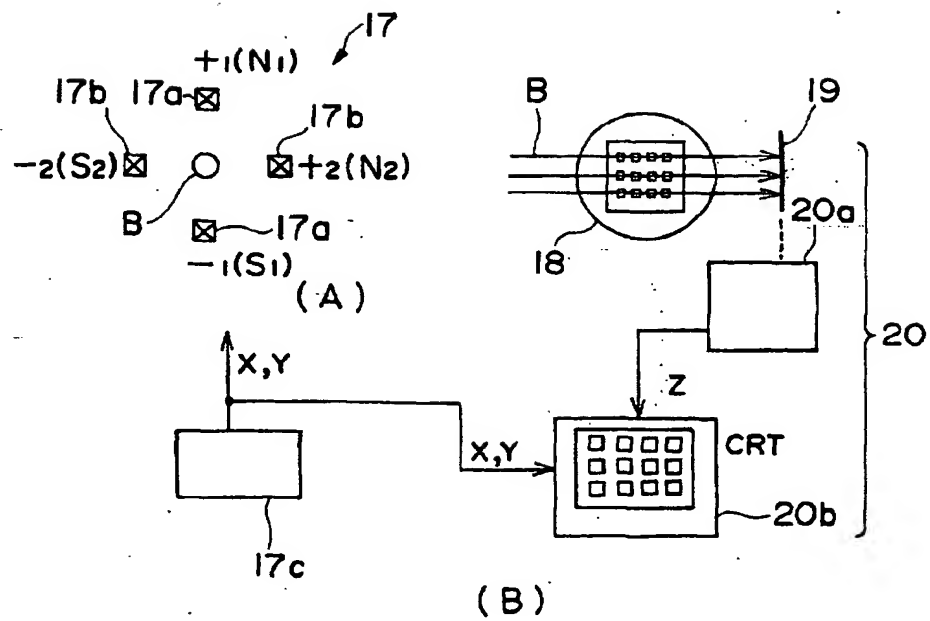 17
+1(N1)
17b 17a
17b
-2(S2) +2(N2)
B
17a
-1(S1)
(A)
B
19
18
20a
20
X,Y
Z
X,Y
CRT
20b
17c
(B)